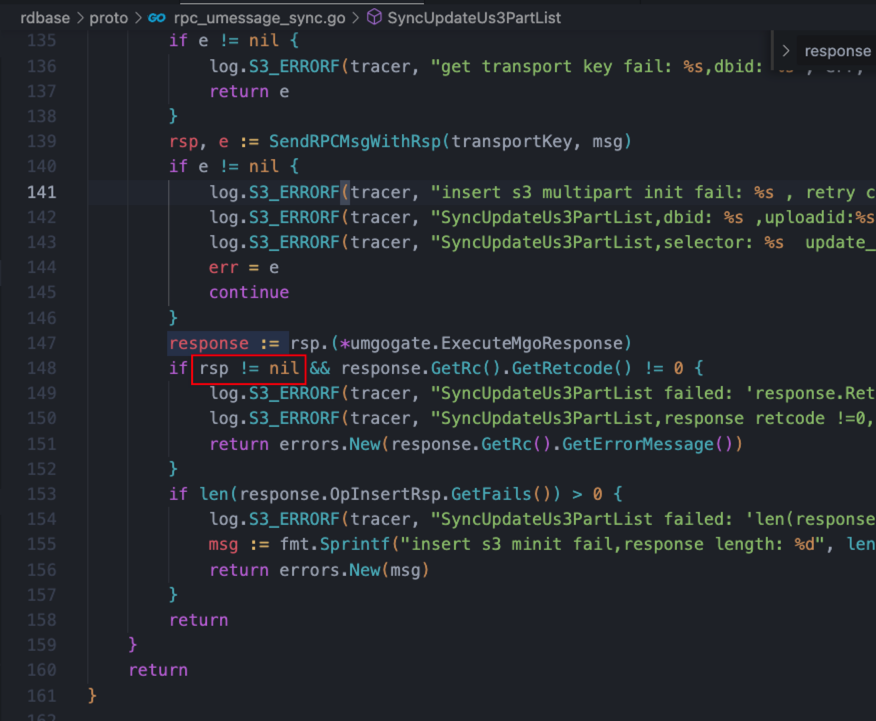 rdbase > proto > rpc_umessage_sync.go > SyncUpdateUs3PartList
> response
135 if e != nil {
136 log.S3_ERRORF(tracer, "get transport key fail: %s,dbid:
137 return e
138 }
139 rsp, e := SendRPCMsgWithRsp(transportKey, msg)
140 if e != nil {
141 log.S3_ERRORF(tracer, "insert s3 multipart init fail: %s , retry c
142 log.S3_ERRORF(tracer, "SyncUpdateUs3PartList,dbid: %s ,uploadid:%s
143 log.S3_ERRORF(tracer, "SyncUpdateUs3PartList,selector: %s  update_
144 err = e
145 continue
146 }
147 response := rsp.(*umgogate.ExecuteMgoResponse)
148 if rsp != nil && response.GetRc().GetRetcode() != 0 {
149 log.S3_ERRORF(tracer, "SyncUpdateUs3PartList failed: 'response.Ret
150 log.S3_ERRORF(tracer, "SyncUpdateUs3PartList,response retcode !=0,
151 return errors.New(response.GetRc().GetErrorMessage())
152 }
153 if len(response.OpInsertRsp.GetFails()) > 0 {
154 log.S3_ERRORF(tracer, "SyncUpdateUs3PartList failed: 'len(response
155 msg := fmt.Sprintf("insert s3 minit fail,response length: %d", len
156 return errors.New(msg)
157 }
158 return
159 }
160 return
161 }
162